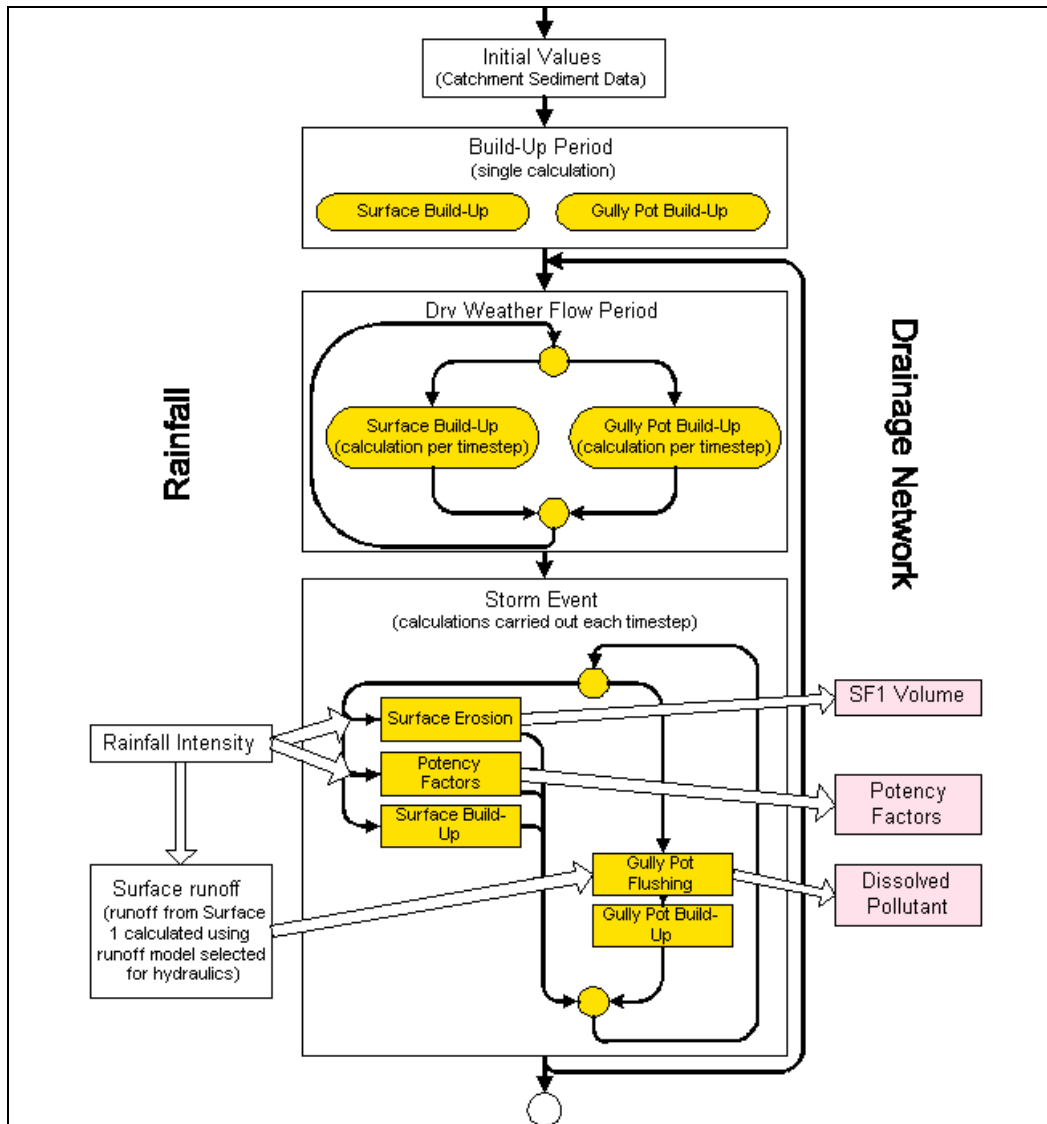 Initial Values
(Catchment Sediment Data)
Build-Up Period
(single calculation)
Surface Build-Up
Gully Pot Build-Up
Drv Weather Flow Period
Surface Build-Up
(calculation per timestep)
Gully Pot Build-Up
(calculation per timestep)
Rainfall
Drainage Network
Storm Event
(calculations carried out each timestep)
Surface Erosion
SF1 Volume
Rainfall Intensity
Potency
Factors
Potency
Factors
Surface Build-
Up
Gully Pot
Flushing
Dissolved
Pollutant
Surface runoff
(runoff from Surface
1 calculated using
runoff model selected
for hydraulics)
Gully Pot Build-
Up